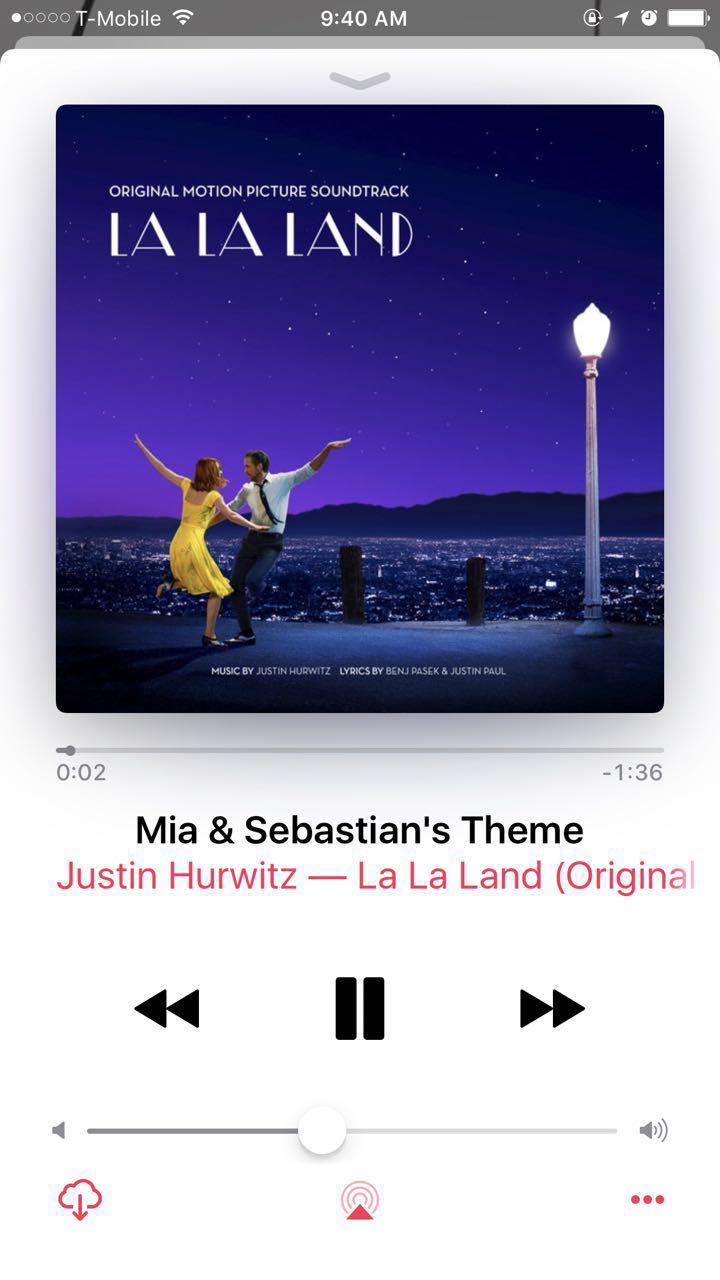 T-Mobile 9:40 AM
ORIGINAL MOTION PICTURE SOUNDTRACK
LA LA LAND
MUSIC BY JUSTIN HURWITZ LYRICS BY BENJ PASEK & JUSTIN PAUL
0:02 -1:36
Mia & Sebastian's Theme
Justin Hurwitz — La La Land (Original